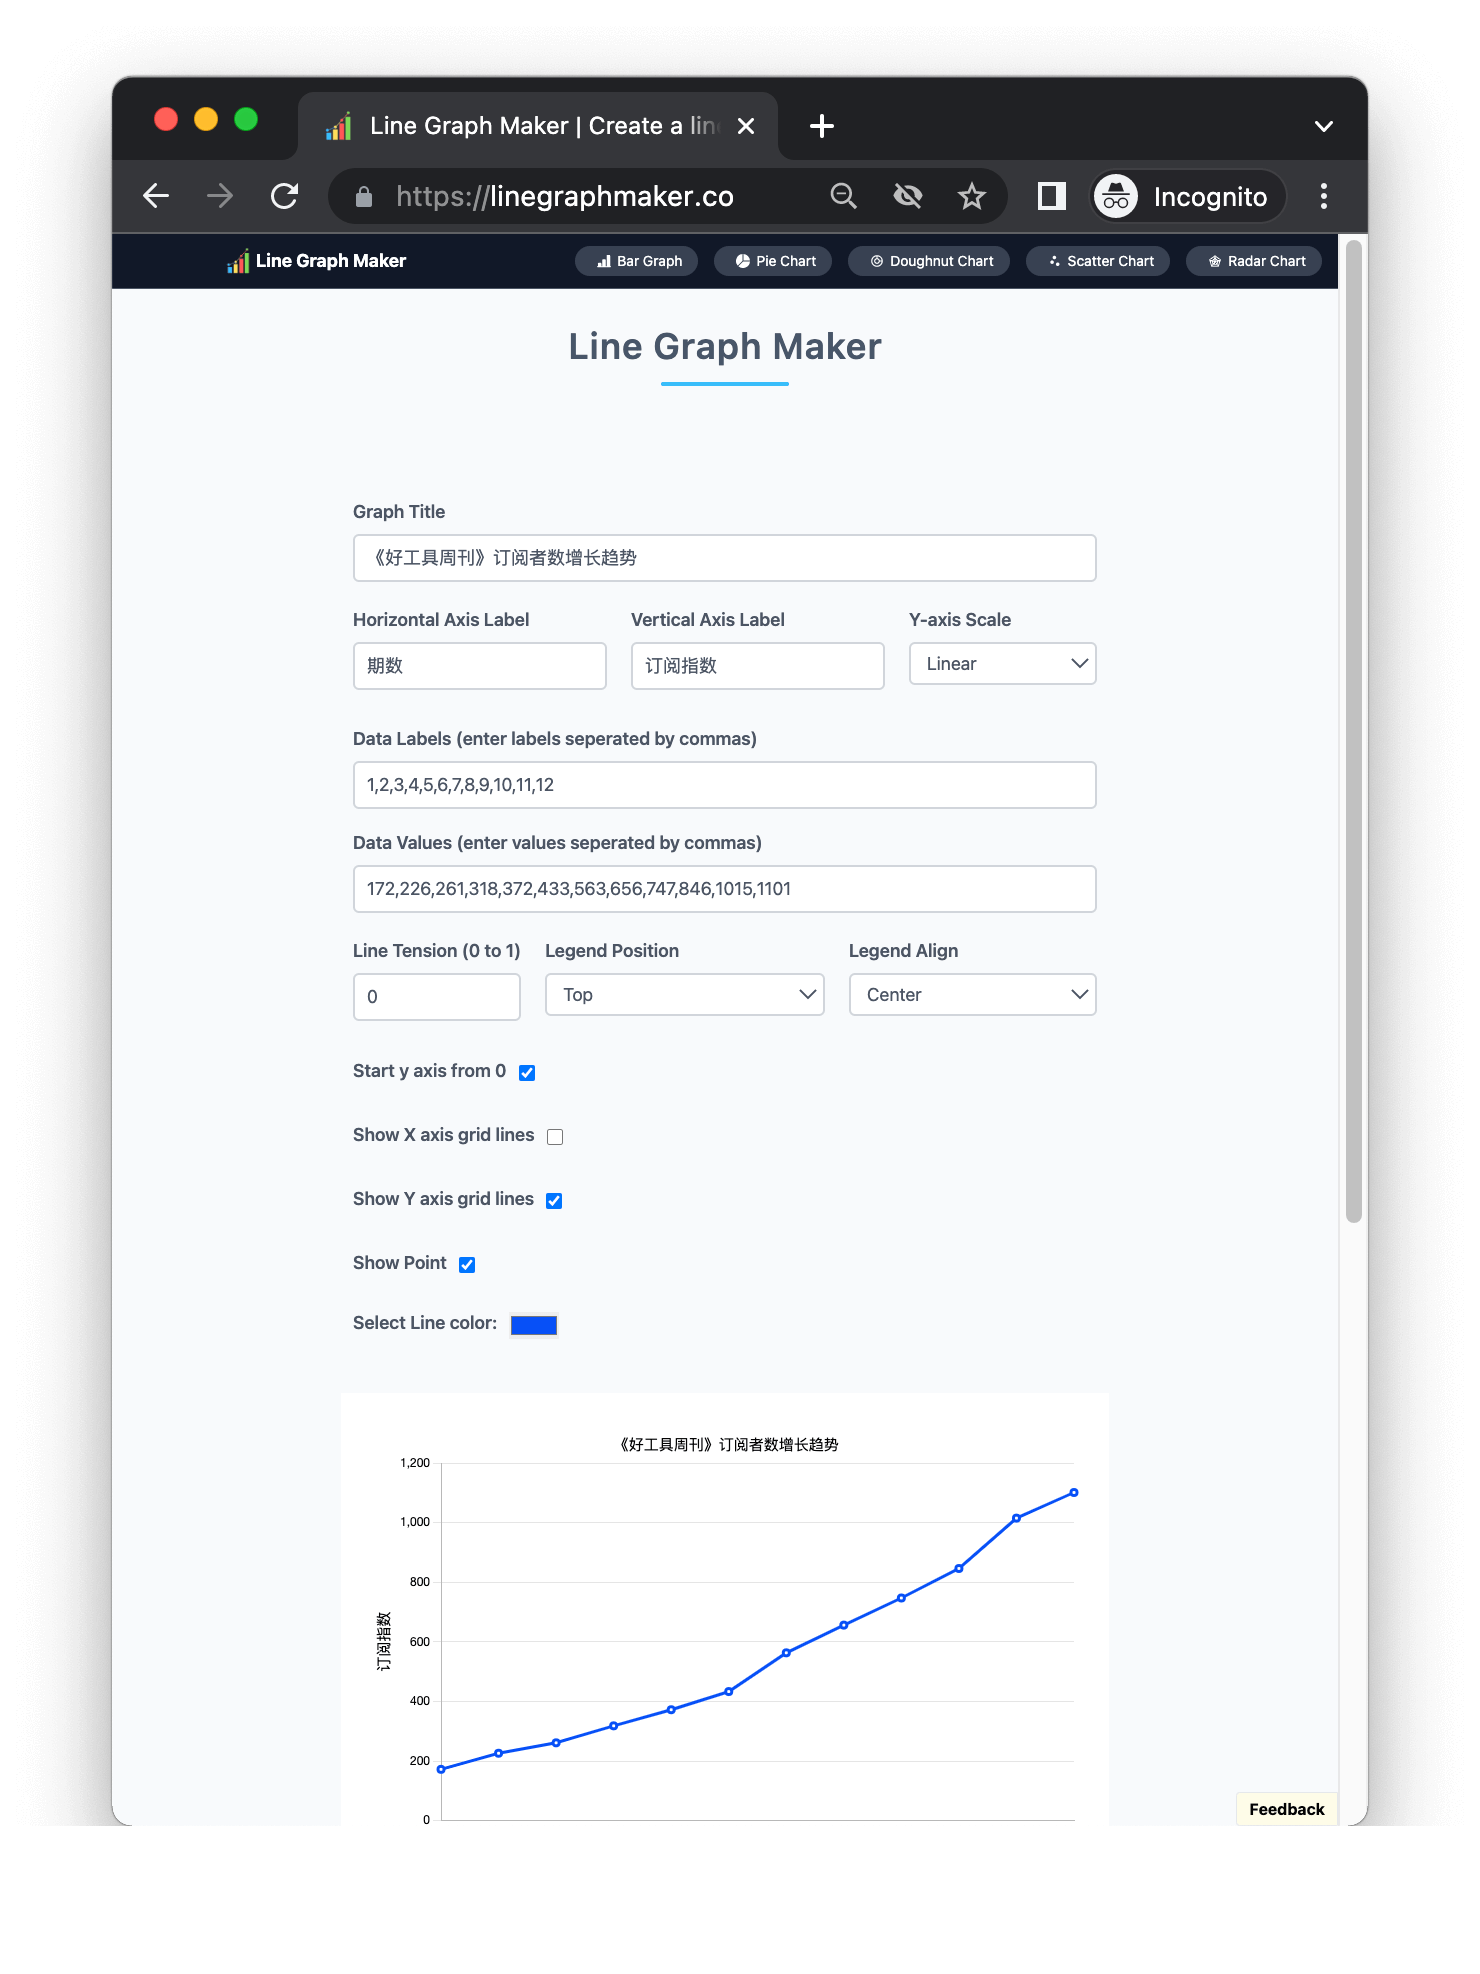 Line Graph Maker | Create a lin
https://linegraphmaker.co
Incognito
Line Graph Maker
Bar Graph
Pie Chart
Doughnut Chart
Scatter Chart
Radar Chart
Line Graph Maker
Graph Title
《好工具周刊》订阅者数增长趋势
Horizontal Axis Label
Vertical Axis Label
Y-axis Scale
期数
订阅指数
Linear
Data Labels (enter labels seperated by commas)
1,2,3,4,5,6,7,8,9,10,11,12
Data Values (enter values seperated by commas)
172,226,261,318,372,433,563,656,747,846,1015,1101
Line Tension (0 to 1)
Legend Position
Legend Align
0
Top
Center
Start y axis from 0
Show X axis grid lines
Show Y axis grid lines
Show Point
Select Line color:
《好工具周刊》订阅者数增长趋势
1,200
1,000
800
600
400
200
0
订阅指数
Feedback